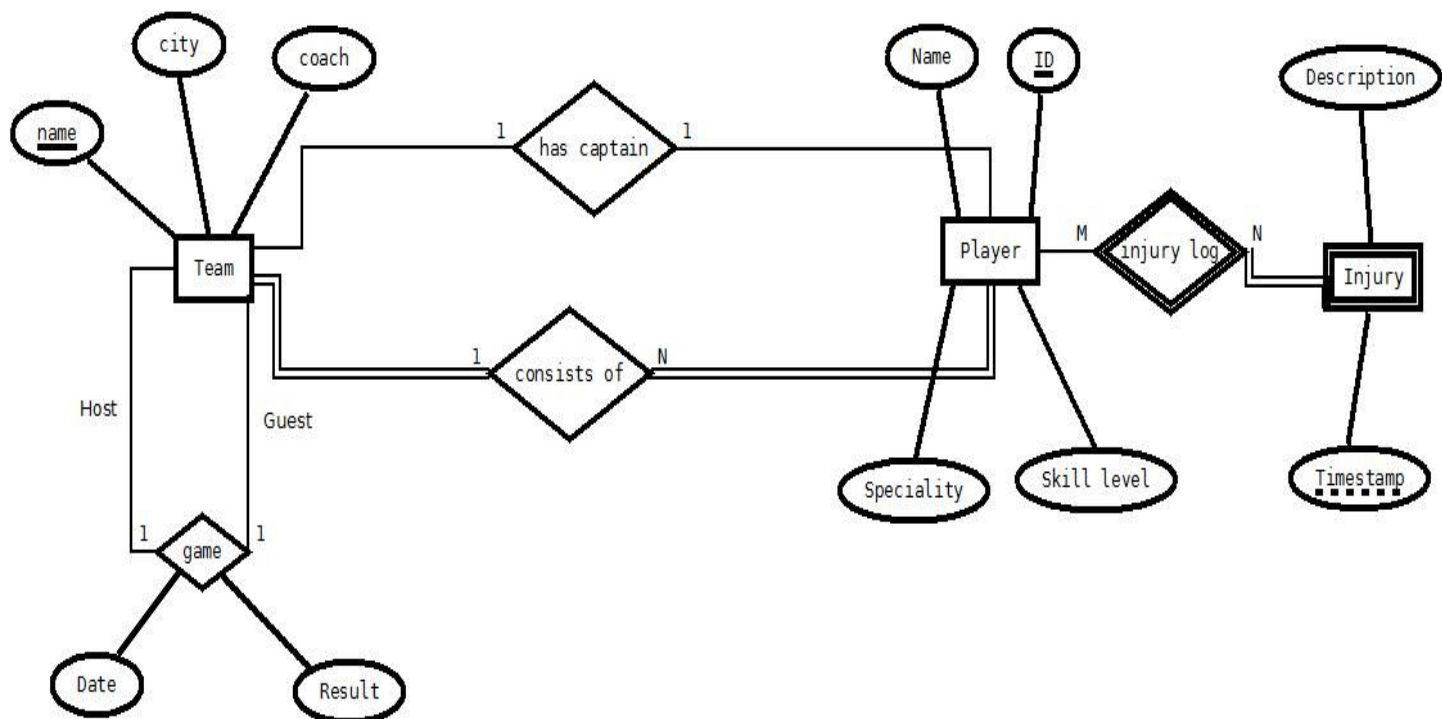 city
coach
name
1
has captain
1
Name
ID
Description
Team
Player
M
injury log
N
Injury
1
consists of
N
Host
Guest
Speciality
Skill level
Timestamp
1
game
1
Date
Result